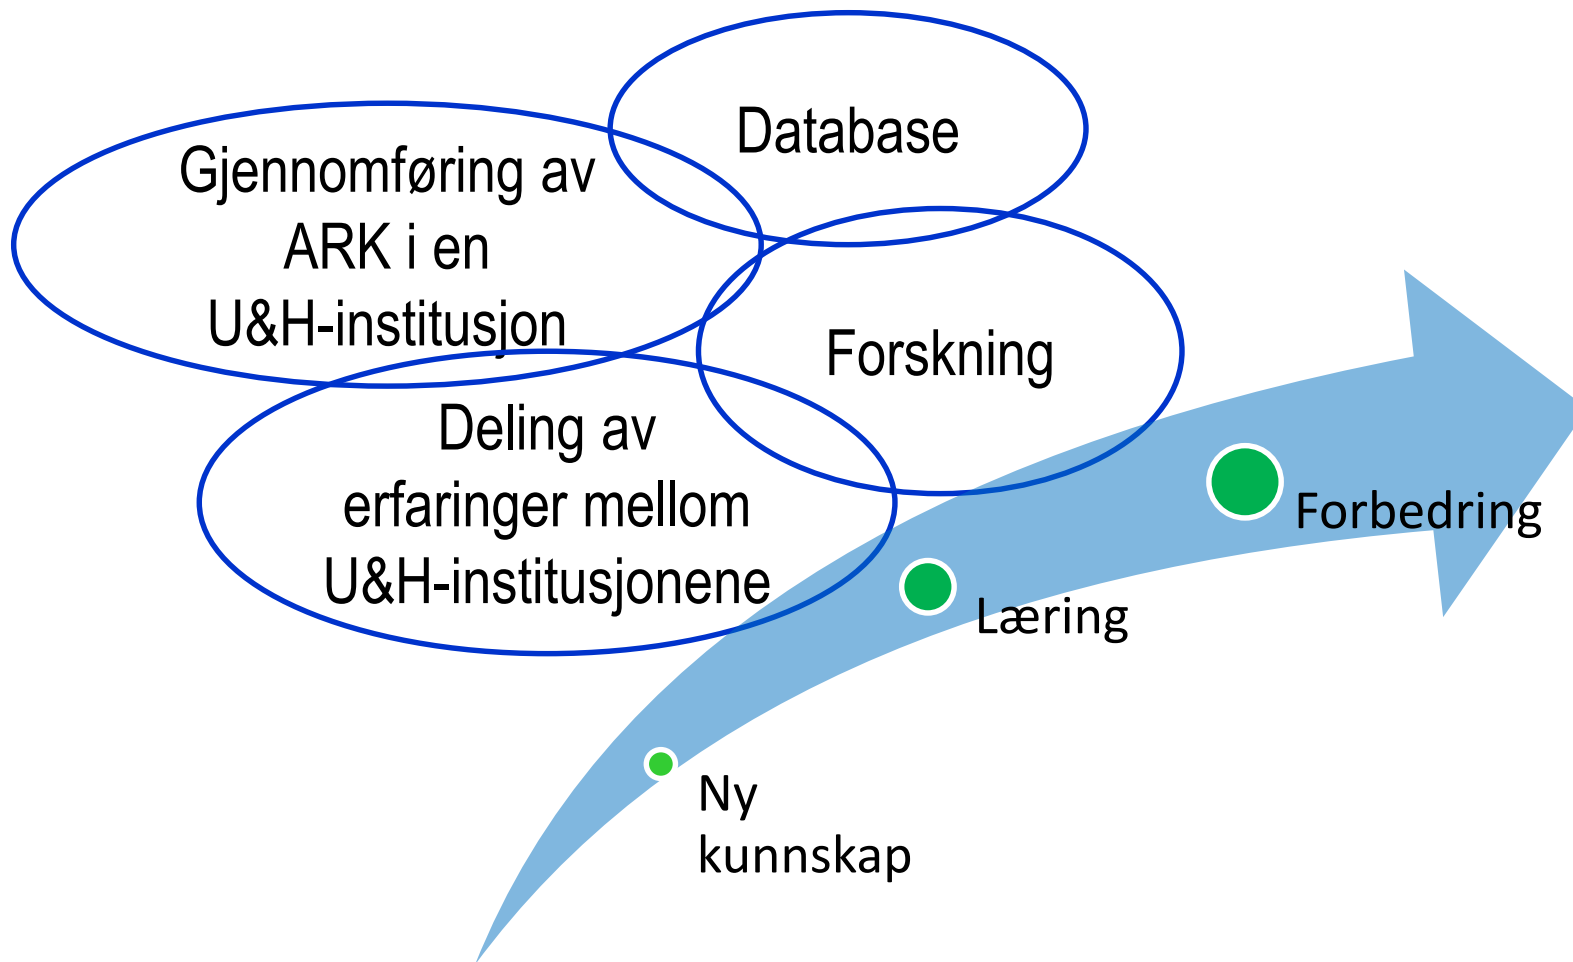 Database
Gjennomføring av
ARK i en
U&H-institusjon
Forskning
Deling av
erfaringer mellom
U&H-institusjonene
Forbedring
Læring
Ny
kunnskap